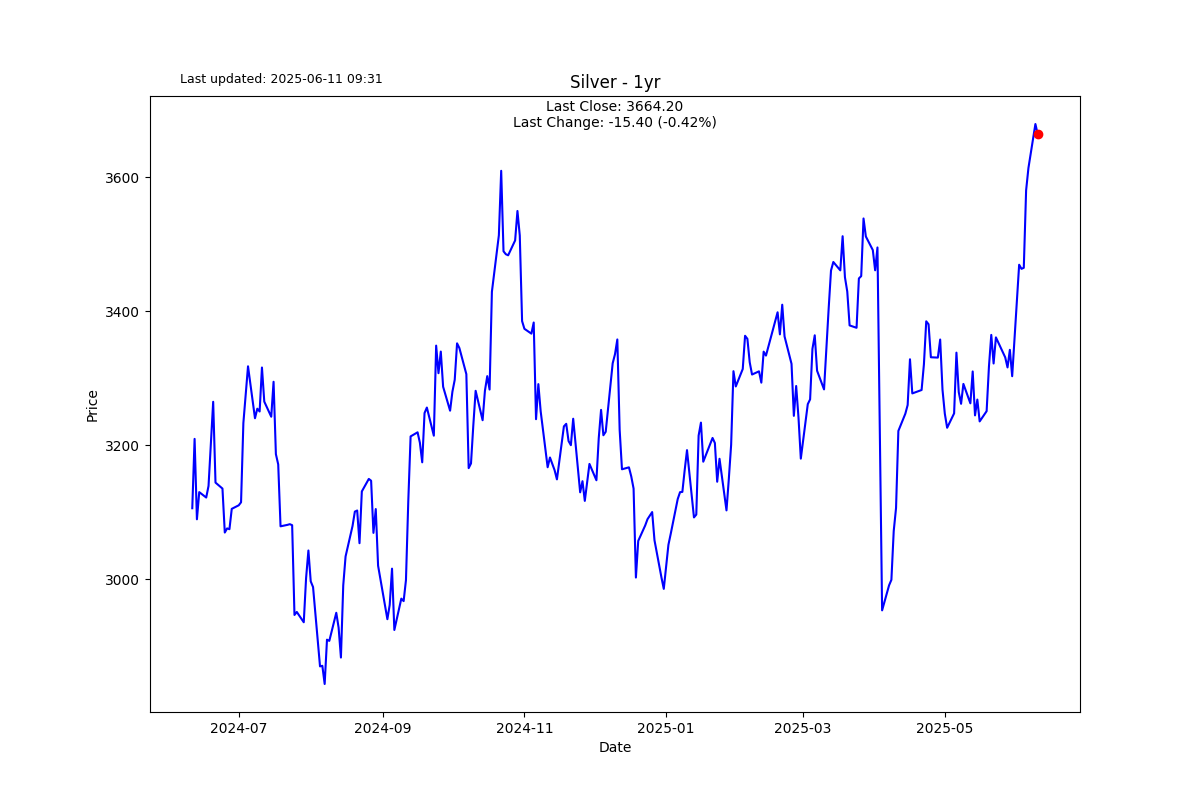 Last updated: 2025-06-11 09:31
Silver - 1yr
Last Close: 3664.20
Last Change: -15.40 (-0.42%)
3600
3400
3200
3000
Price
2024-07
2024-09
2024-11
2025-01
2025-03
2025-05
Date